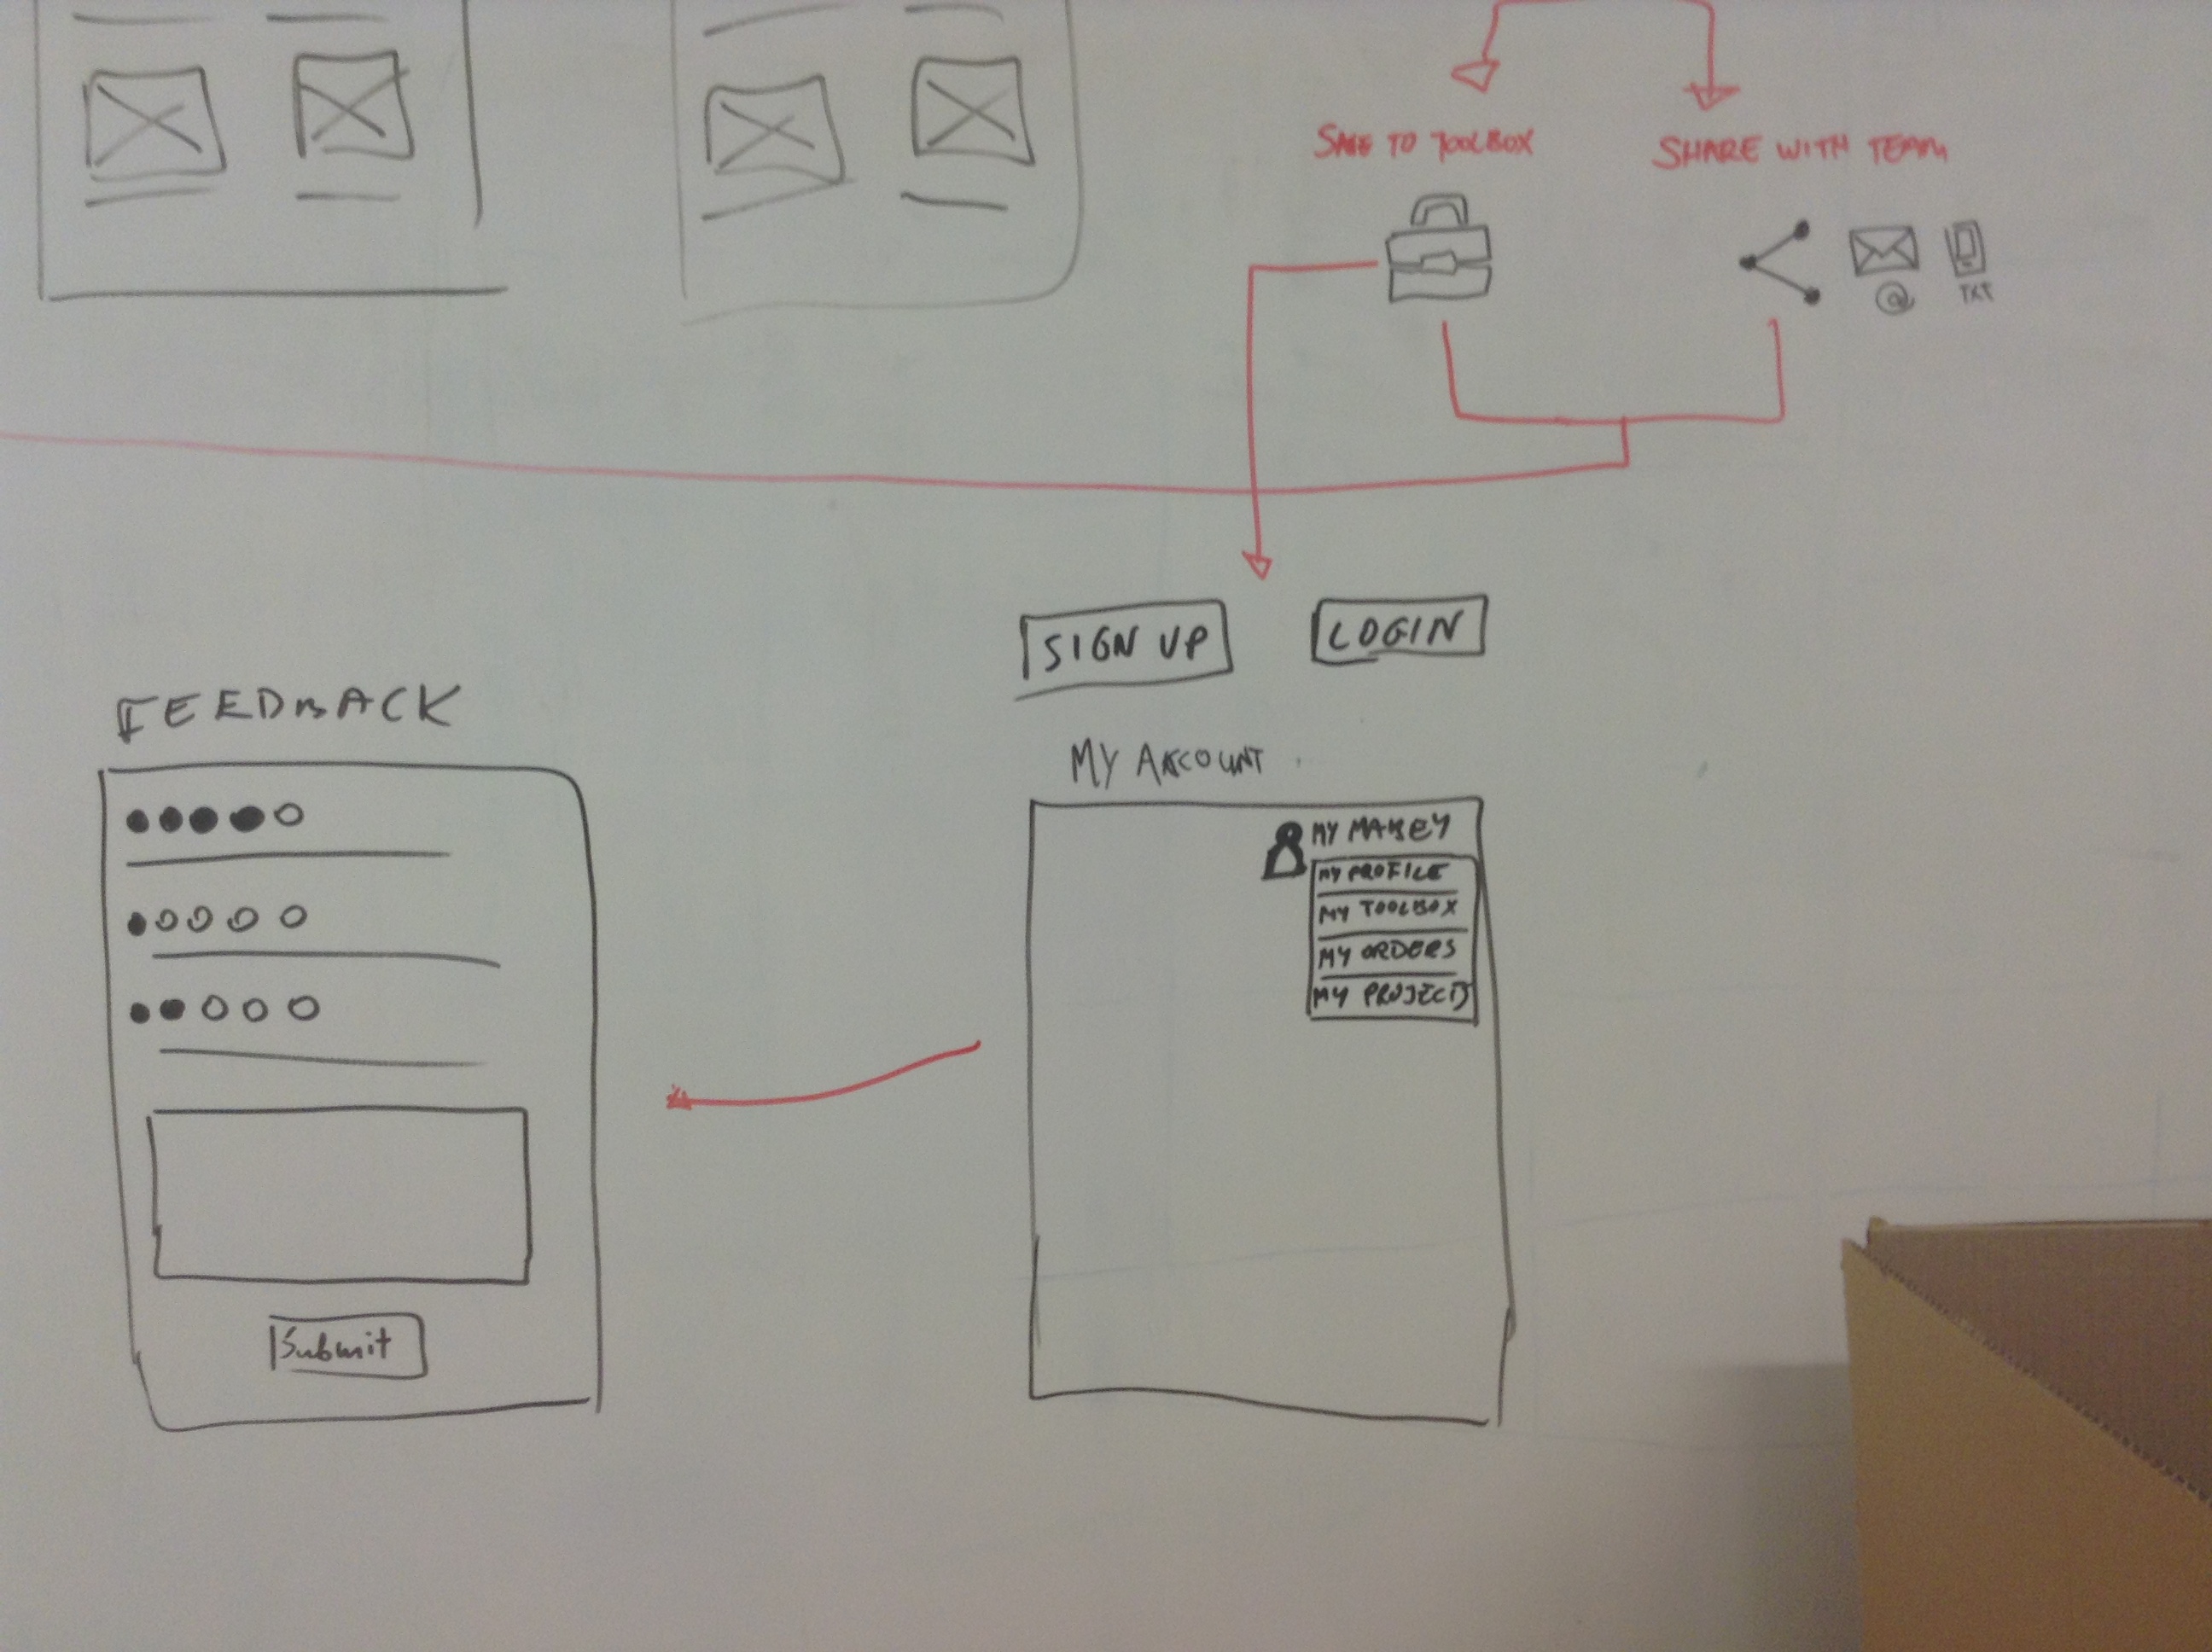 SAVE TO TOOLBOX
SHARE WITH TEAM
@
TXT
SIGN UP
LOGIN
FEEDBACK
MY ACCOUNT
MY MABEY
MY PROFILE
MY TOOLBOX
MY ORDERS
MY PROJECTS
Submit